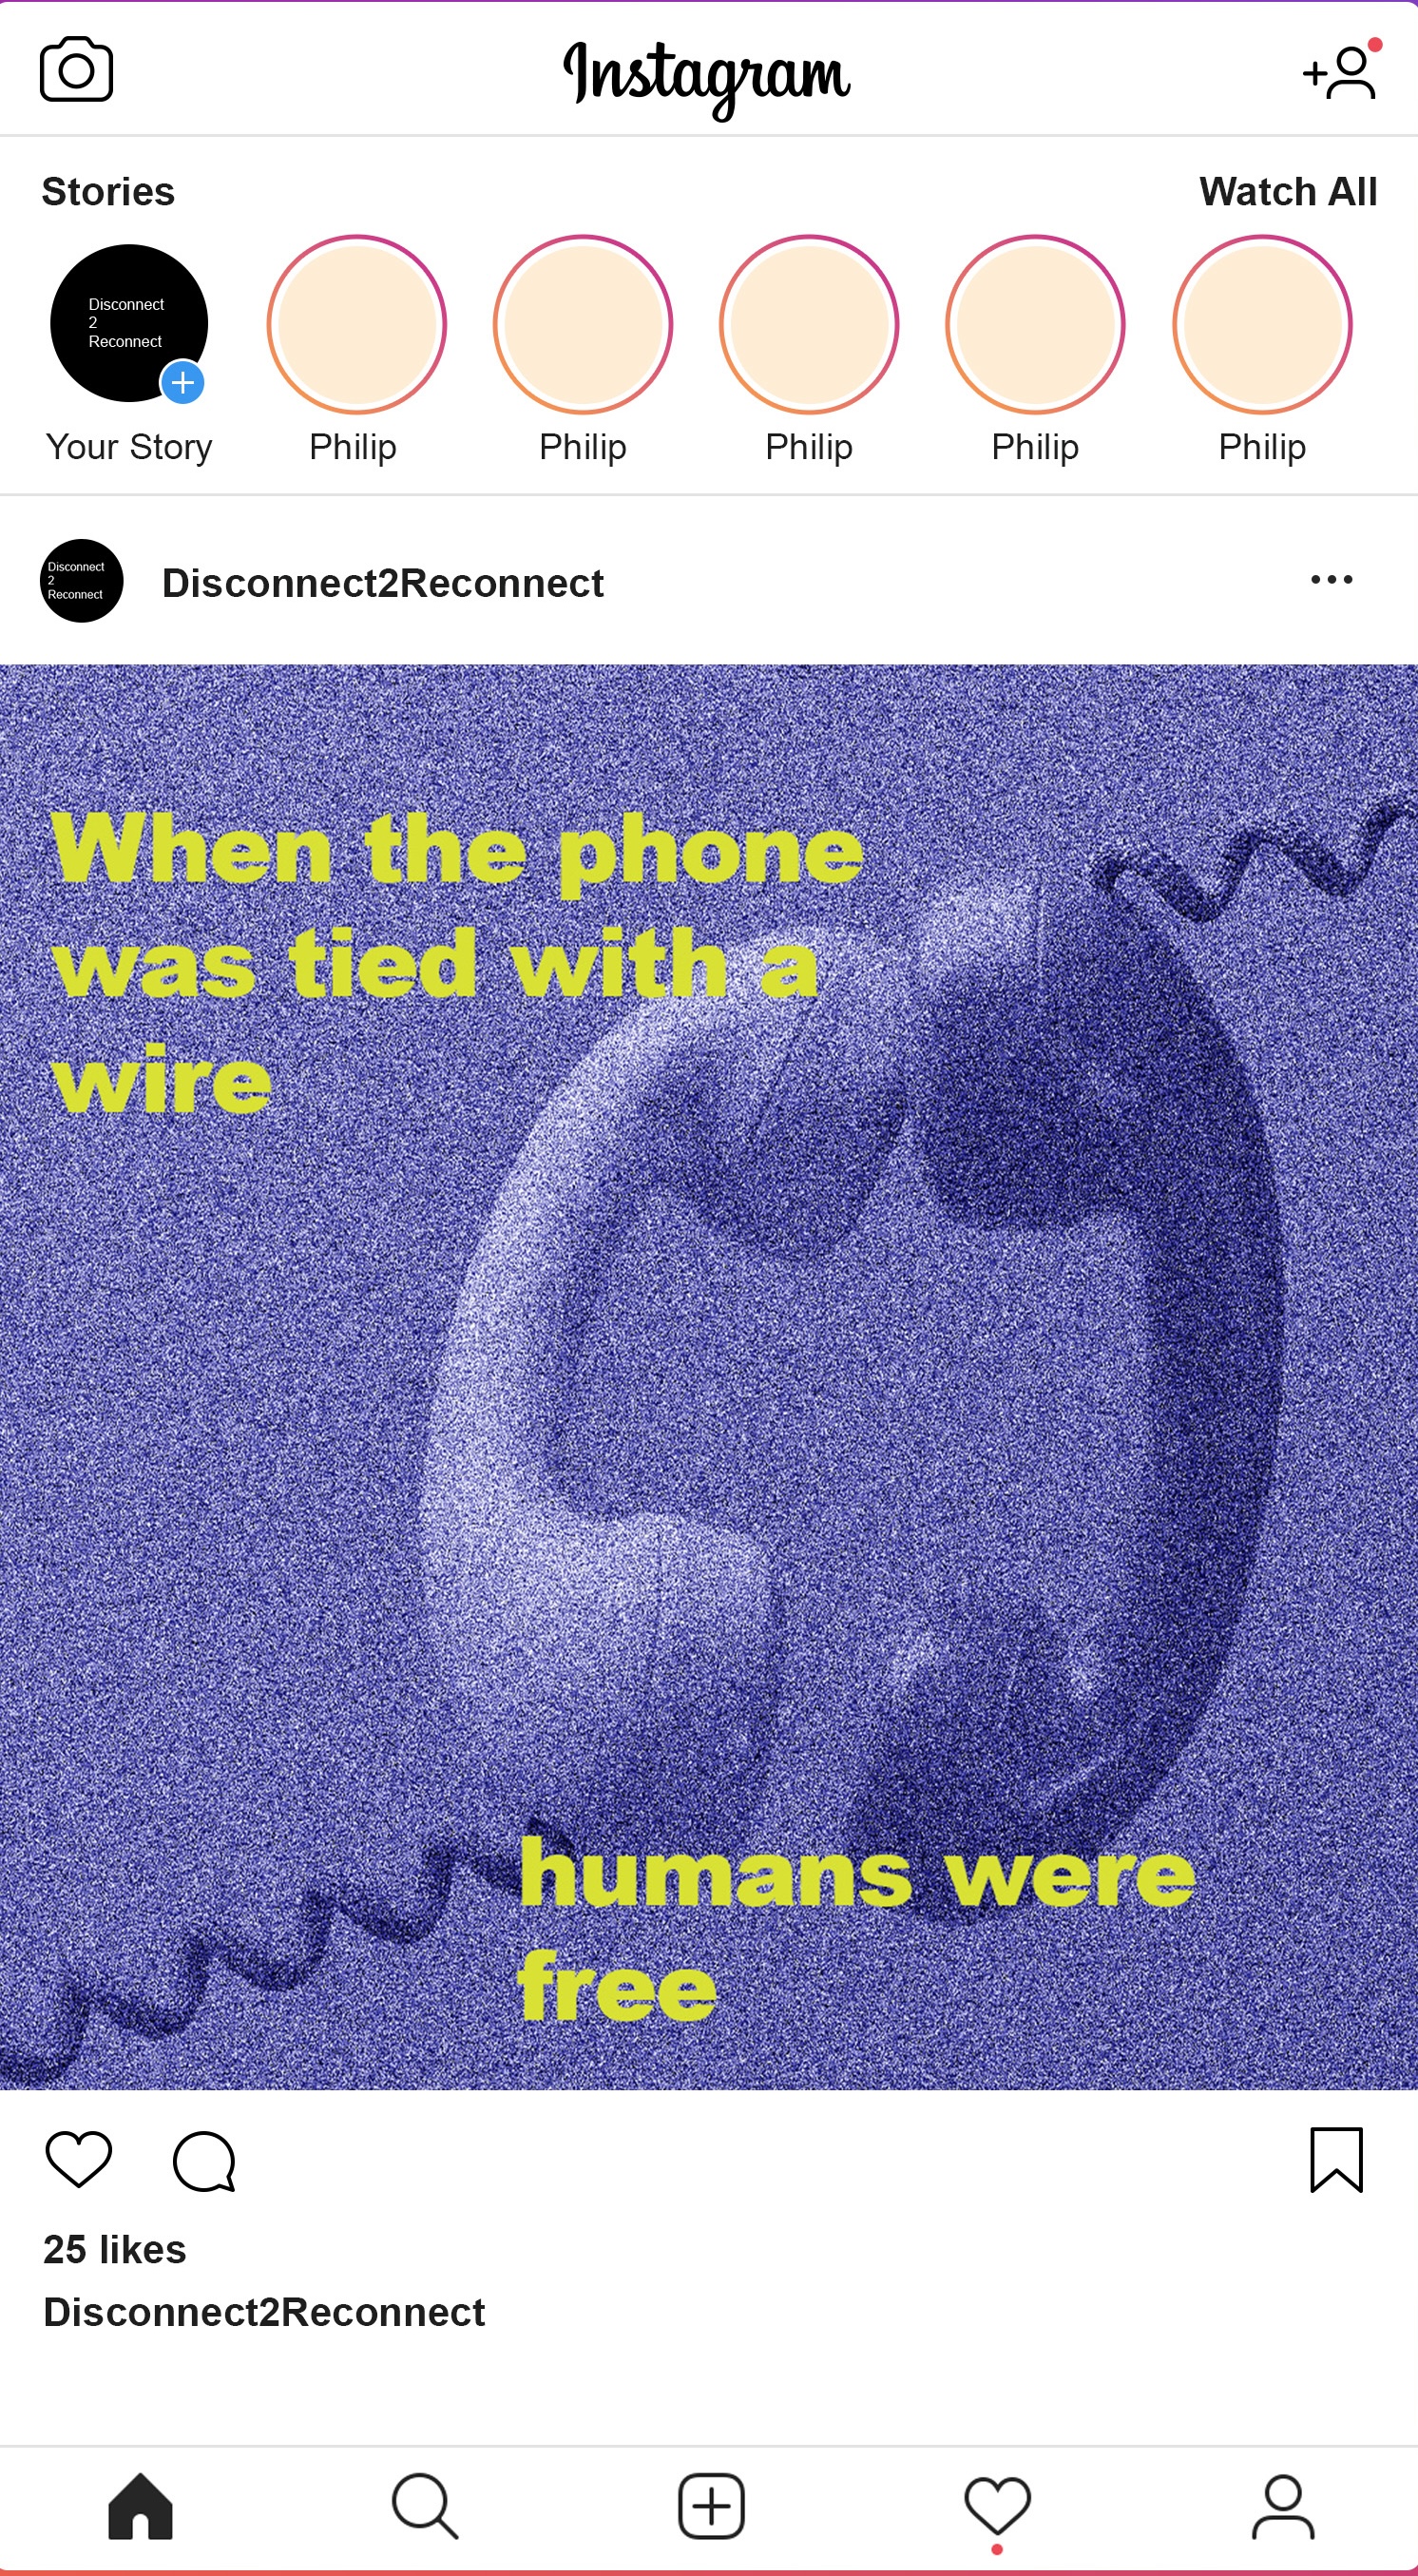 Instagram
Stories
Watch All
Disconnect
2
Reconnect
Your Story
Philip
Philip
Philip
Philip
Philip
Disconnect
2
Reconnect
Disconnect2Reconnect
When the phone
was tied with a
wire
humans were
free
25 likes
Disconnect2Reconnect